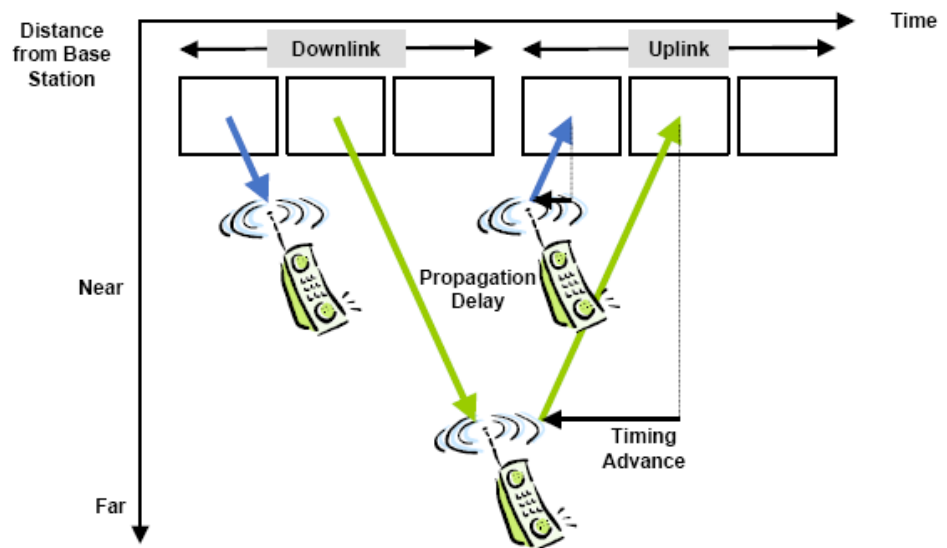 Distance
from Base
Station
Time
Downlink
Uplink
Near
Propagation
Delay
Timing
Advance
Far